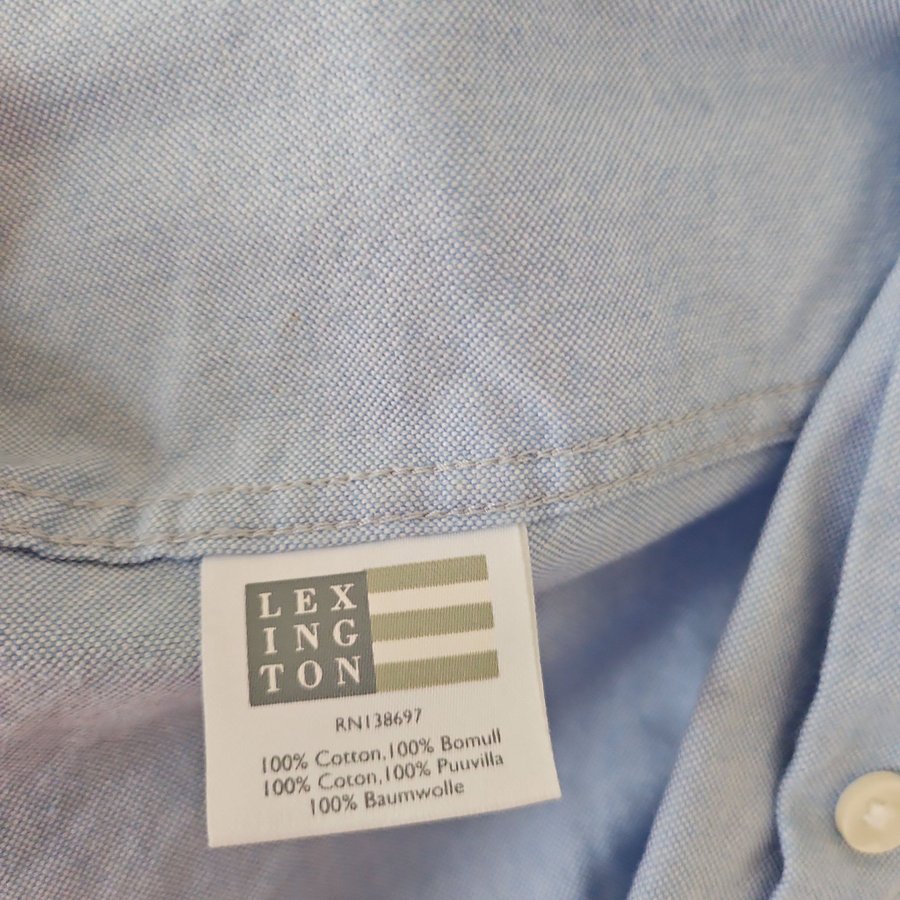 LEX
ING
TON
RN138697
100% Cotton,100% Bomull
100% Coton,100% Puuvilla
100% Baumwolle